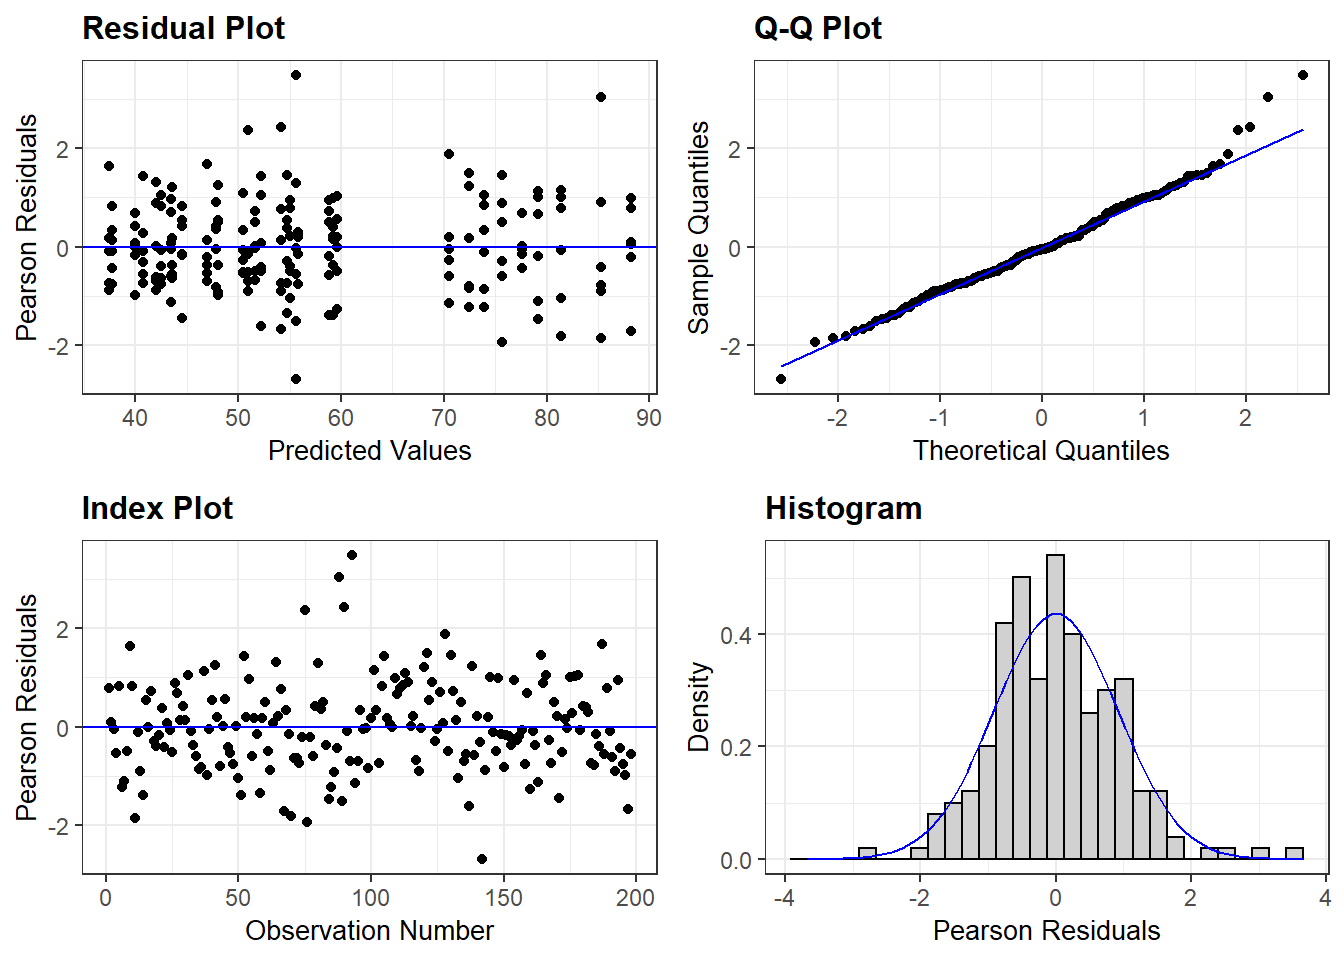 Residual Plot
Pearson Residuals
2
0
-2
40 50 60 70 80 90
Predicted Values
Q-Q Plot
Sample Quantiles
2
0
-2
-2 -1 0 1 2
Theoretical Quantiles
Index Plot
Pearson Residuals
2
0
-2
0 50 100 150 200
Observation Number
Histogram
Density
0.4
0.2
0.0
-4 -2 0 2 4
Pearson Residuals